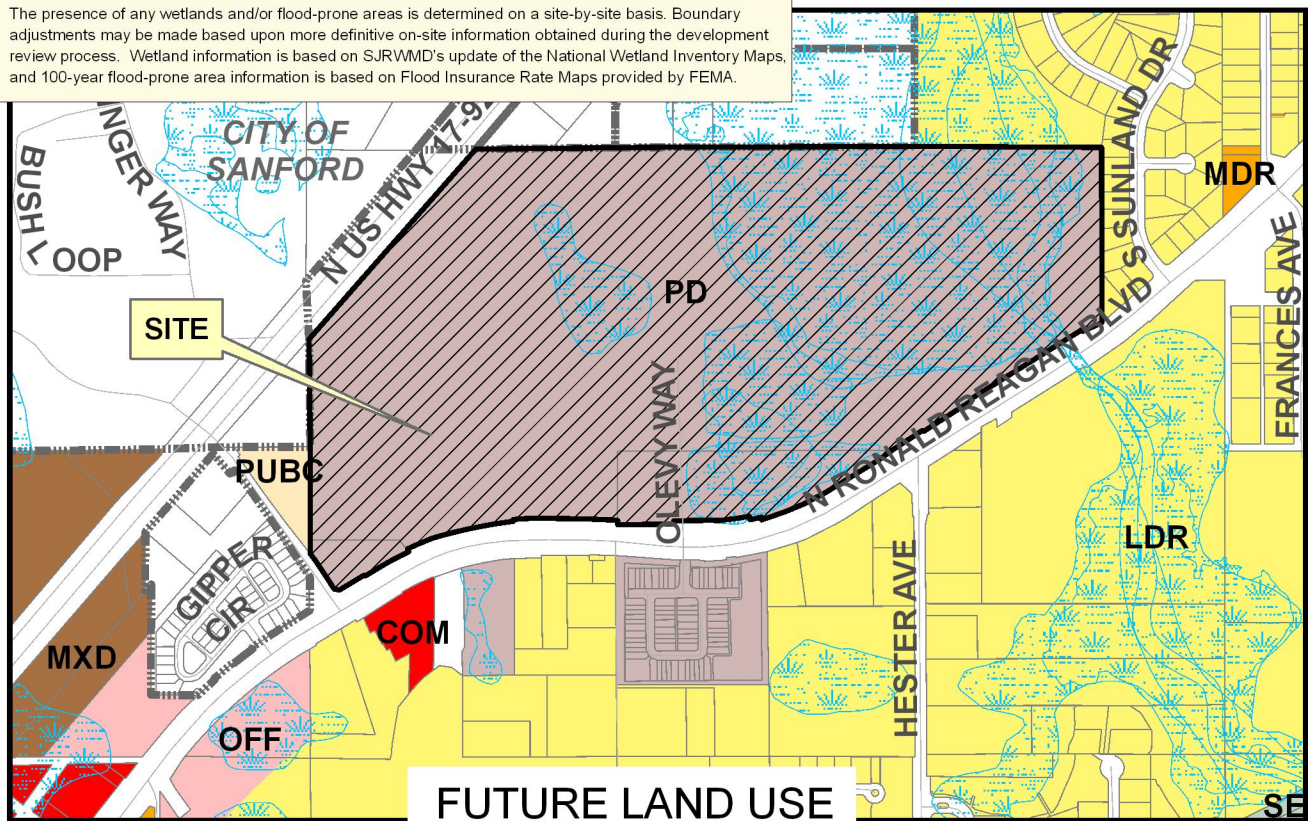 The presence of any wetlands and/or flood-prone areas is determined on a site-by-site basis. Boundary
adjustments may be made based upon more definitive on-site information obtained during the development
review process. Wetland information is based on SJRWMD's update of the National Wetland Inventory Maps,
and 100-year flood-prone area information is based on Flood Insurance Rate Maps provided by FEMA.
CITY OF
SANFORD
INGER WAY
BUSH LOOP
N US HWY 17-92
S SUNLAND DR
MDR
FRANCES AVE
PD
SITE
OLEVY WAY
N RONALD REAGAN BLVD
PUBC
GIPPER
CIR
MXD
COM
OFF
HESTER AVE
LDR
SE
FUTURE LAND USE